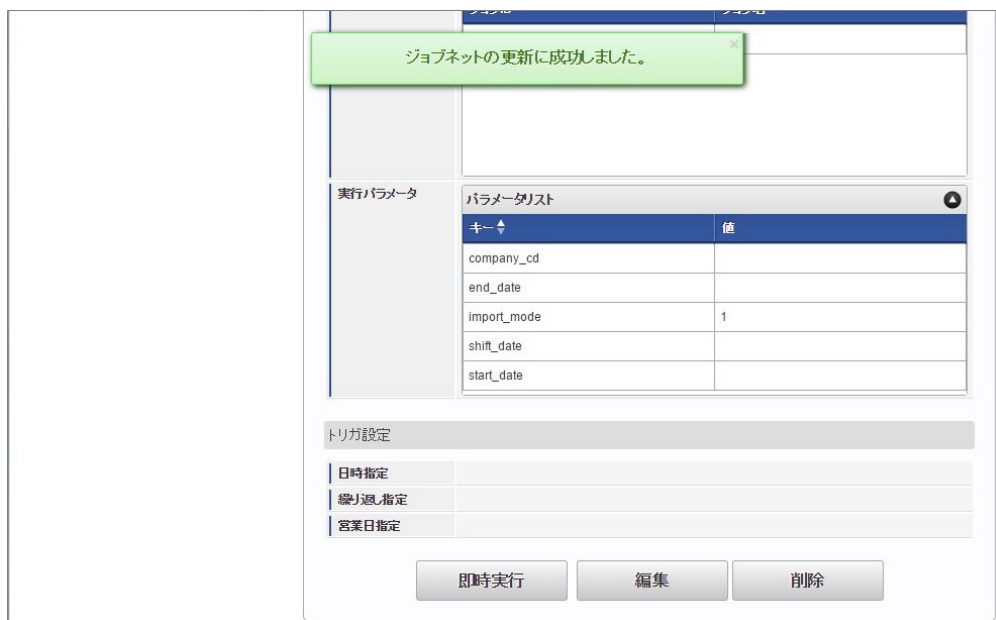 ジョブネットの更新に成功しました。
×
実行パラメータ
パラメータリスト
キー 値
company_cd
end_date
import_mode 1
shift_date
start_date
トリガ設定
日時指定
繰り返し指定
営業日指定
即時実行 編集 削除